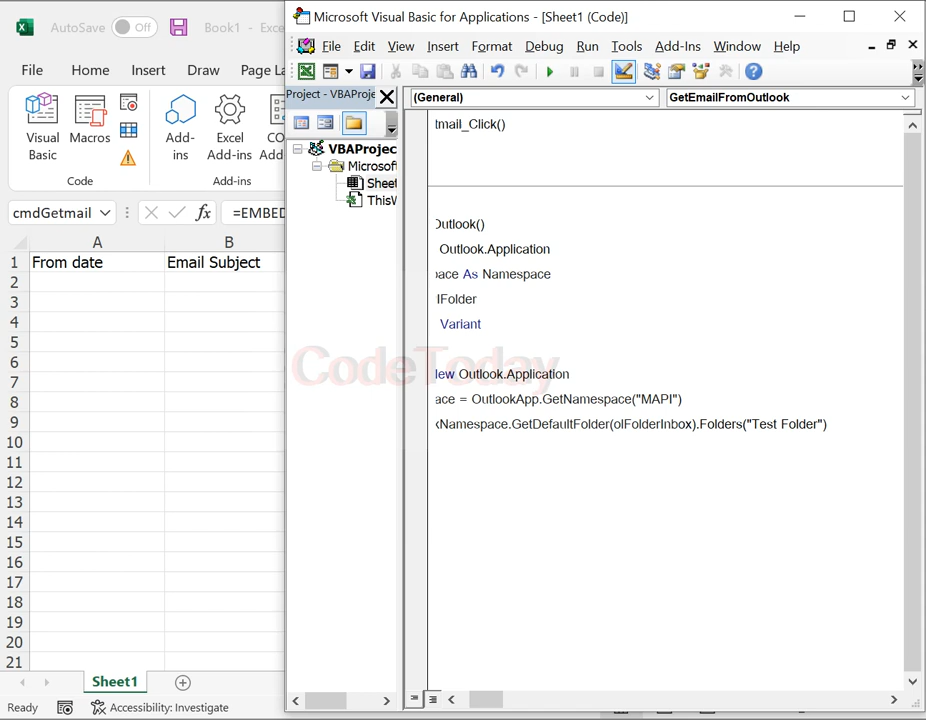 AutoSave Off Book1 - Exce
File Home Insert Draw Page La
Visual Basic
Macros
Add-ins
Excel Add-ins
CO
Add-
Code
Add-ins
cmdGetmail fx =EMBED
A B
1 From date Email Subject
2
3
4
5
6
7
8
9
10
11
12
13
14
15
16
17
18
19
20
21
Sheet1
Ready Accessibility: Investigate
Microsoft Visual Basic for Applications - [Sheet1 (Code)]
File Edit View Insert Format Debug Run Tools Add-Ins Window Help
Project - VBAProje
VBAProjec
Microsof
Sheet
ThisW
(General) GetEmailFromOutlook
tmail_Click()
Outlook()
Outlook.Application
pace As Namespace
IFolder
Variant
New Outlook.Application
ace = OutlookApp.GetNamespace("MAPI")
kNamespace.GetDefaultFolder(olFolderInbox).Folders("Test Folder")
CodeToday